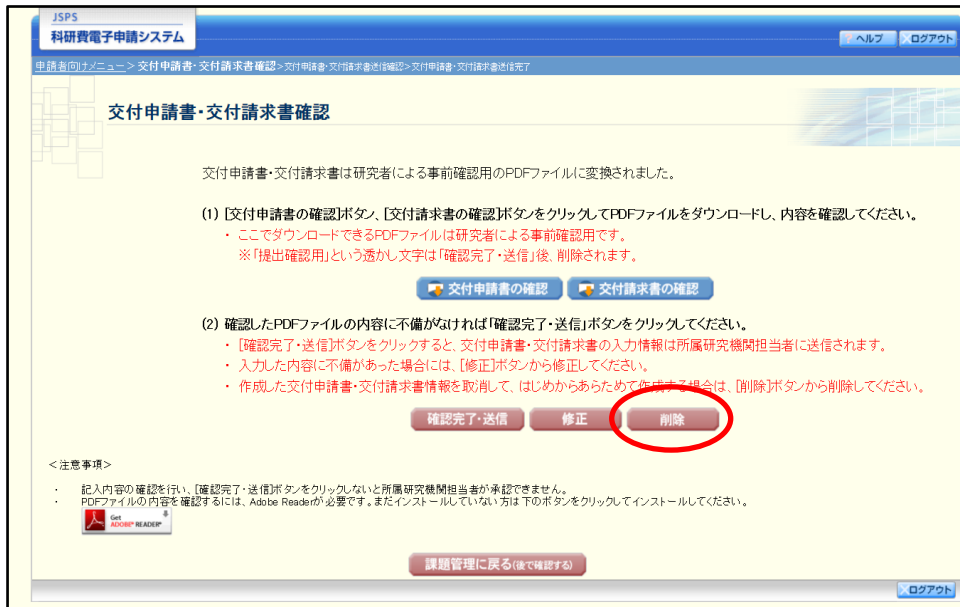 JSPS
科研費電子申請システム
ヘルプ
ログアウト
申請者向けメニュー>交付申請書・交付請求書確認>交付申請書・交付請求書送信確認>交付申請書・交付請求書送信完了
交付申請書・交付請求書確認
交付申請書・交付請求書は研究者による事前確認用のPDFファイルに変換されました。
(1) [交付申請書の確認]ボタン、[交付請求書の確認]ボタンをクリックしてPDFファイルをダウンロードし、内容を確認してください。
・ ここでダウンロードできるPDFファイルは研究者による事前確認用です。
※「提出確認用」という透かし文字は「確認完了・送信」後、削除されます。
交付申請書の確認
交付請求書の確認
(2) 確認したPDFファイルの内容に不備がなければ「確認完了・送信」ボタンをクリックしてください。
・ [確認完了・送信]ボタンをクリックすると、交付申請書・交付請求書の入力情報は所属研究機関担当者に送信されます。
・ 入力した内容に不備があった場合には、[修正]ボタンから修正してください。
・ 作成した交付申請書・交付請求書情報を取消して、はじめからあらためて作成する場合は、[削除]ボタンから削除してください。
確認完了・送信
修正
削除
<注意事項>
・ 記入内容の確認を行い、[確認完了・送信]ボタンをクリックしないと所属研究機関担当者が承認できません。
・ PDFファイルの内容を確認するには、Adobe Readerが必要です。まだインストールしていない方は下のボタンをクリックしてインストールしてください。
Get
ADOBE® READER®
課題管理に戻る(後で確認する)
ログアウト